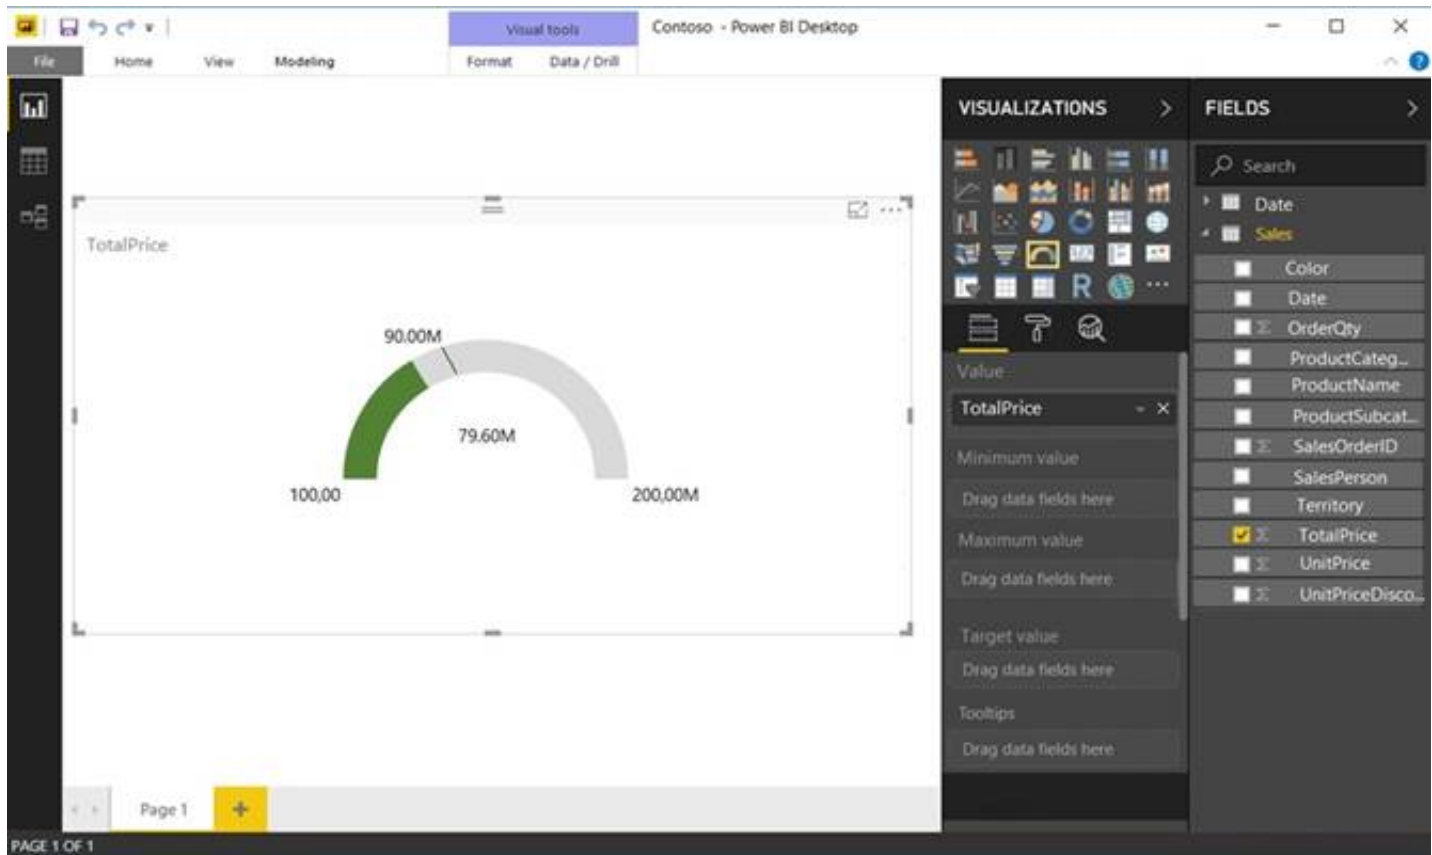 Visual tools
Contoso - Power BI Desktop
File
Home
View
Modeling
Format
Data / Drill
TotalPrice
90.00M
79.60M
100,00
200,00M
VISUALIZATIONS
R
Value
TotalPrice
Minimum value
Drag data fields here
Maximum value
Drag data fields here
Target value
Drag data fields here
Tooltips
Drag data fields here
FIELDS
Search
Date
Sales
Color
Date
Σ OrderQty
ProductCateg...
ProductName
ProductSubcat...
Σ SalesOrderID
SalesPerson
Territory
Σ TotalPrice
Σ UnitPrice
Σ UnitPriceDisco...
Page 1
PAGE 1 OF 1